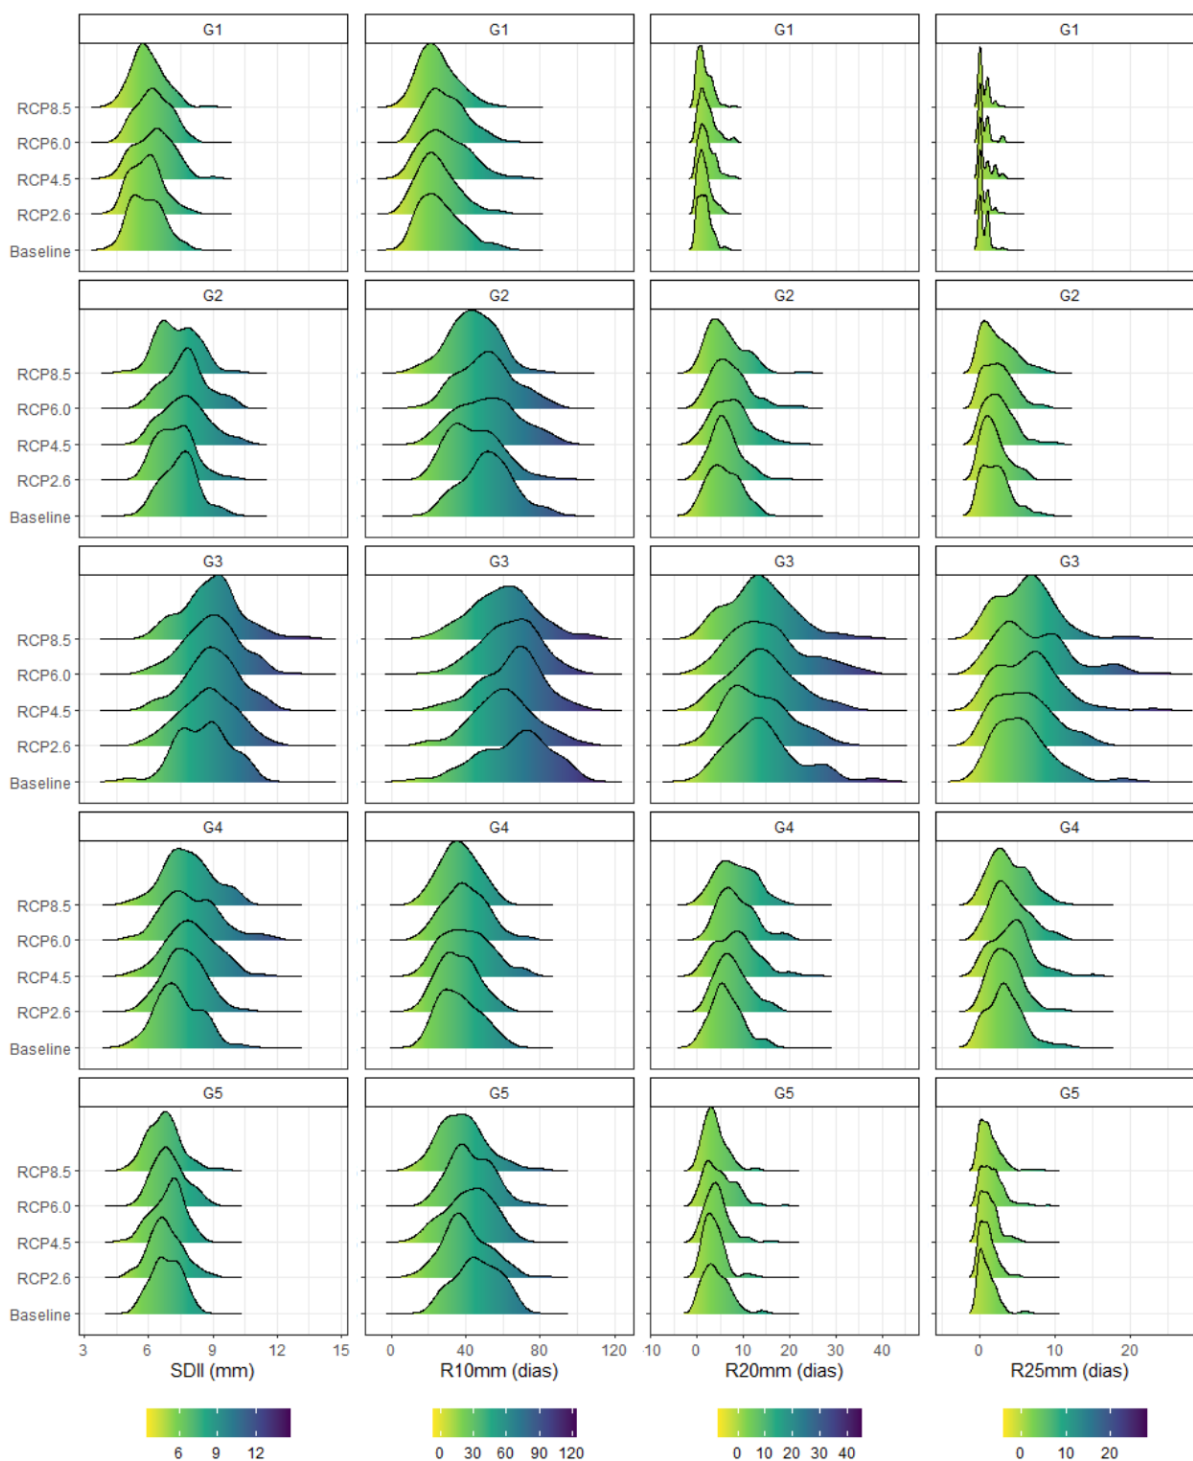 G1 G1 G1 G1
RCP8.5
RCP6.0
RCP4.5
RCP2.6
Baseline
G2 G2 G2 G2
RCP8.5
RCP6.0
RCP4.5
RCP2.6
Baseline
G3 G3 G3 G3
RCP8.5
RCP6.0
RCP4.5
RCP2.6
Baseline
G4 G4 G4 G4
RCP8.5
RCP6.0
RCP4.5
RCP2.6
Baseline
G5 G5 G5 G5
RCP8.5
RCP6.0
RCP4.5
RCP2.6
Baseline
3 6 9 12 15 0 40 80 120 -10 0 10 20 30 40 0 10 20
SDII (mm) R10mm (dias) R20mm (dias) R25mm (dias)
6 9 12 0 30 60 90 120 0 10 20 30 40 0 10 20